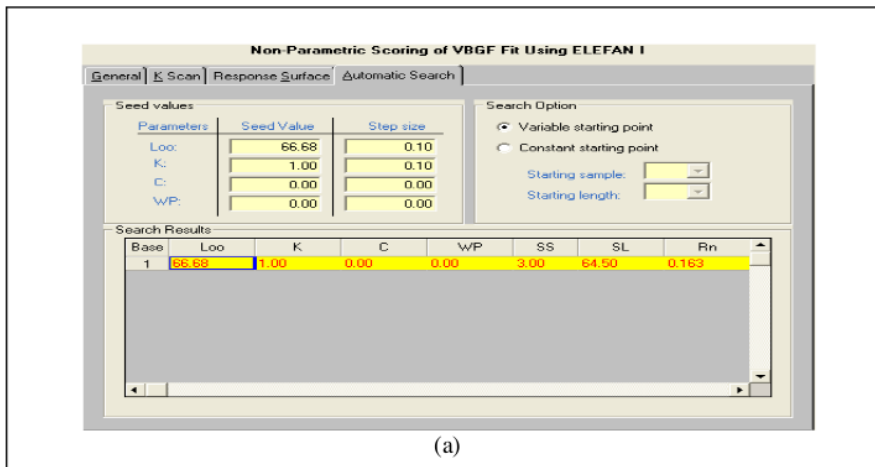 Non-Parametric Scoring of VBGF Fit Using ELEFAN I
General K Scan Response Surface Automatic Search
Seed values
Parameters Seed Value Step size
Loo: 66.68 0.10
K: 1.00 0.10
C: 0.00 0.00
WP: 0.00 0.00
Search Option
Variable starting point
Constant starting point
Starting sample:
Starting length:
Search Results
Base Loo K C WP SS SL Rn
1 66.68 1.00 0.00 0.00 3.00 64.50 0.163
(a)